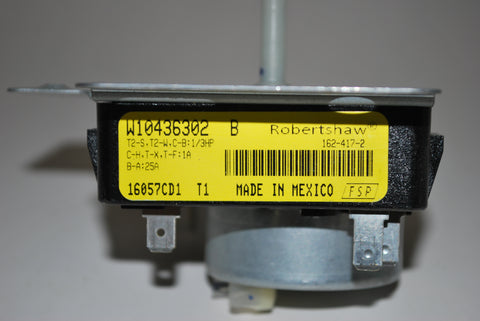 W10436302 B Robertshaw®
T2-S,T2-W,C-B:1/3HP 162-417-2
C-H,T-X,T-F:1A
B-A:25A
16057CD1 T1 MADE IN MEXICO FSP